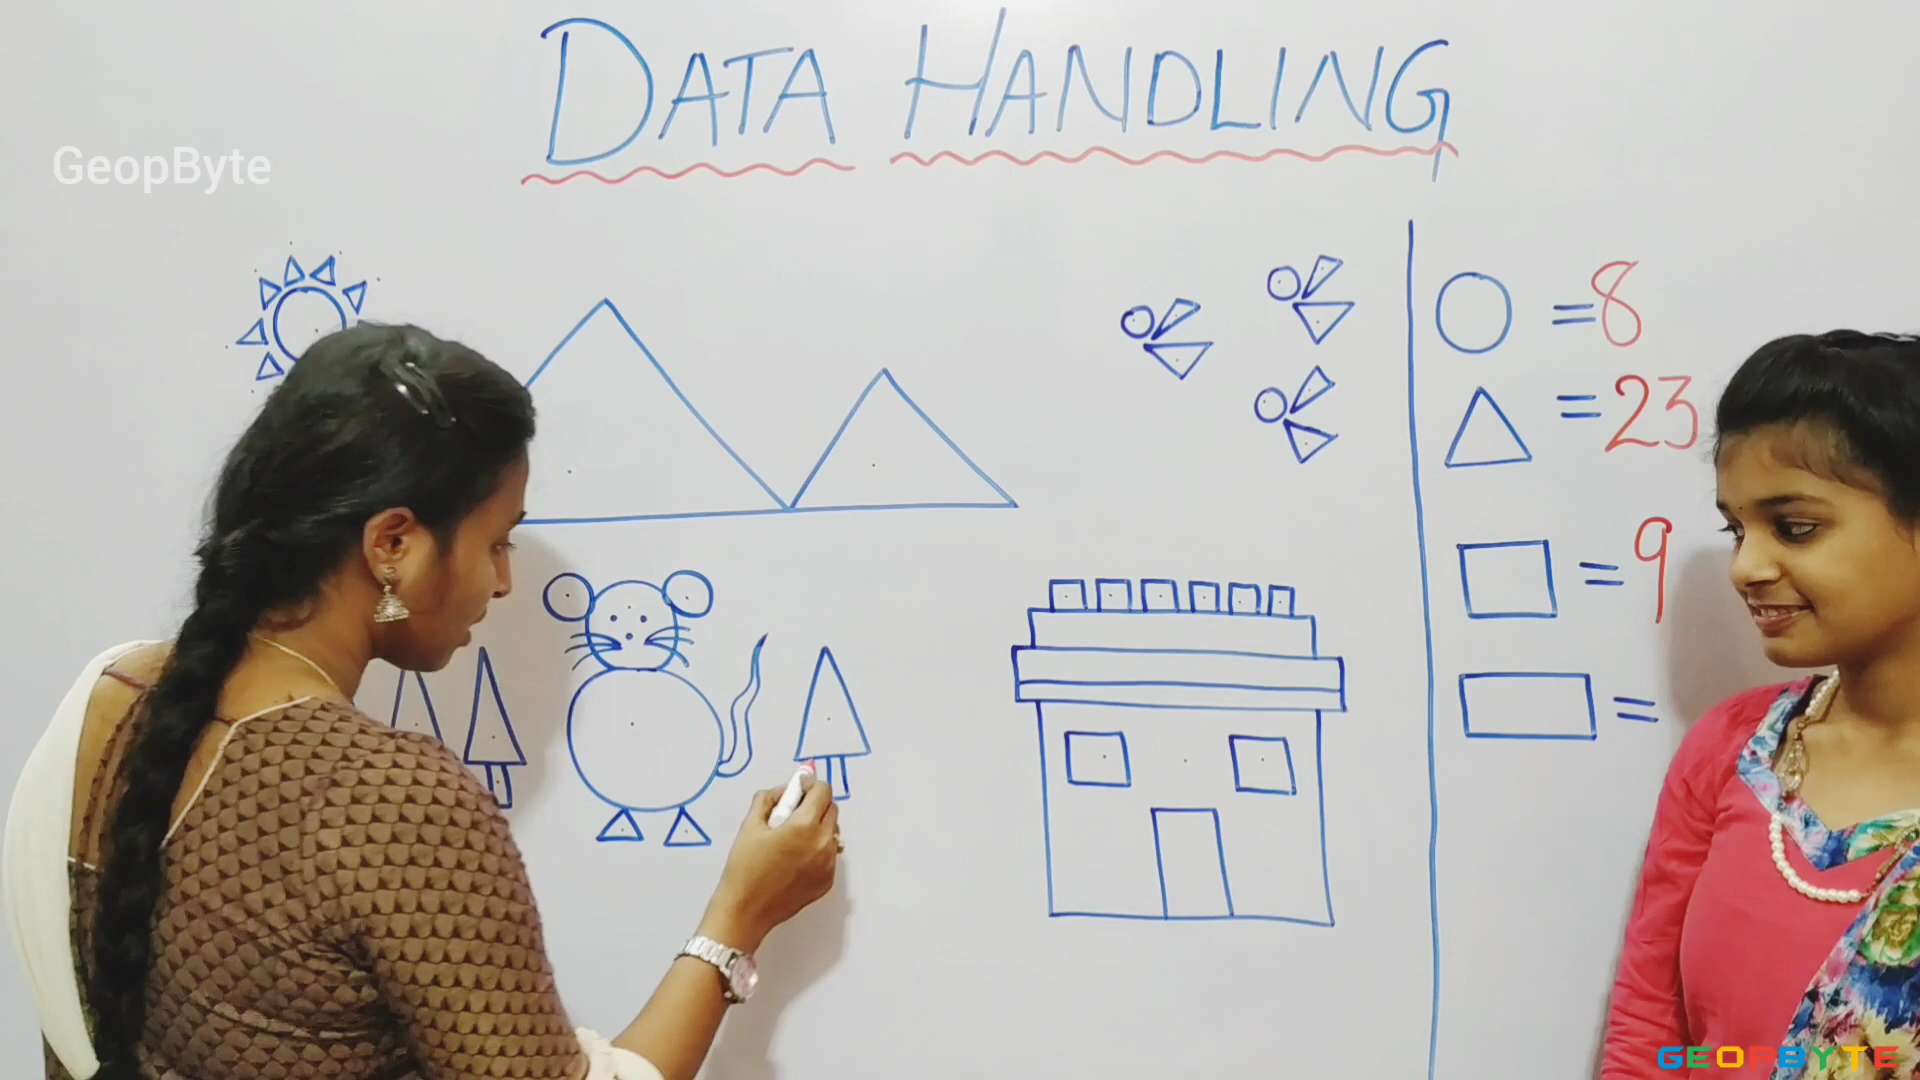 DATA HANDLING
GeopByte
= 8
= 23
= 9
=
GEOPBYTE